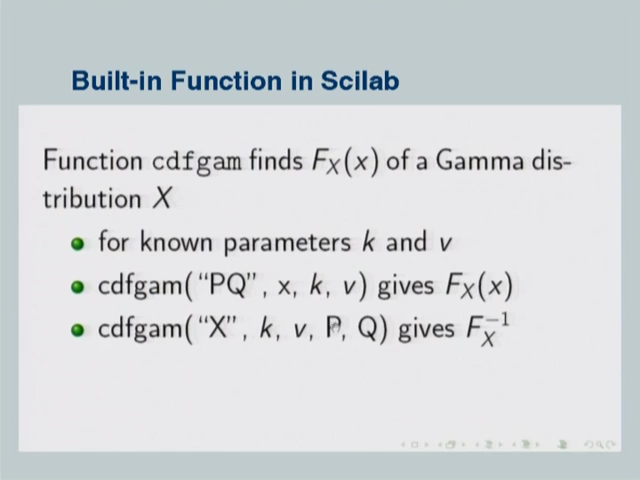 Built-in Function in Scilab
Function cdfgam finds F_X(x) of a Gamma dis-
tribution X
for known parameters k and v
cdfgam("PQ", x, k, v) gives F_X(x)
cdfgam("X", k, v, P, Q) gives F_X^{-1}